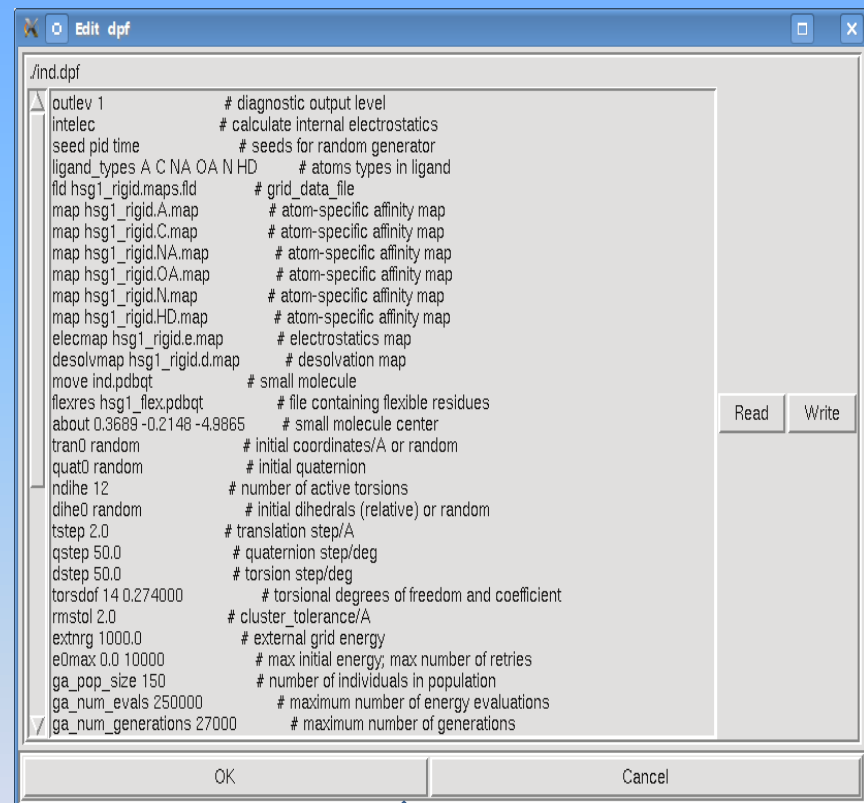 Edit dpf
./ind.dpf
outlev 1 # diagnostic output level
intelec # calculate internal electrostatics
seed pid time # seeds for random generator
ligand_types A C NA OA N HD # atoms types in ligand
fld hsg1_rigid.maps.fld # grid_data_file
map hsg1_rigid.A.map # atom-specific affinity map
map hsg1_rigid.C.map # atom-specific affinity map
map hsg1_rigid.NA.map # atom-specific affinity map
map hsg1_rigid.OA.map # atom-specific affinity map
map hsg1_rigid.N.map # atom-specific affinity map
map hsg1_rigid.HD.map # atom-specific affinity map
elecmap hsg1_rigid.e.map # electrostatics map
desolvmap hsg1_rigid.d.map # desolvation map
move ind.pdbqt # small molecule
flexres hsg1_flex.pdbqt # file containing flexible residues
about 0.3689 -0.2148 -4.9865 # small molecule center
tran0 random # initial coordinates/A or random
quat0 random # initial quaternion
ndihe 12 # number of active torsions
dihe0 random # initial dihedrals (relative) or random
tstep 2.0 # translation step/A
qstep 50.0 # quaternion step/deg
dstep 50.0 # torsion step/deg
torsdof 14 0.274000 # torsional degrees of freedom and coefficient
rmstol 2.0 # cluster_tolerance/A
extnrg 1000.0 # external grid energy
e0max 0.0 10000 # max initial energy; max number of retries
ga_pop_size 150 # number of individuals in population
ga_num_evals 250000 # maximum number of energy evaluations
ga_num_generations 27000 # maximum number of generations
Read Write
OK Cancel